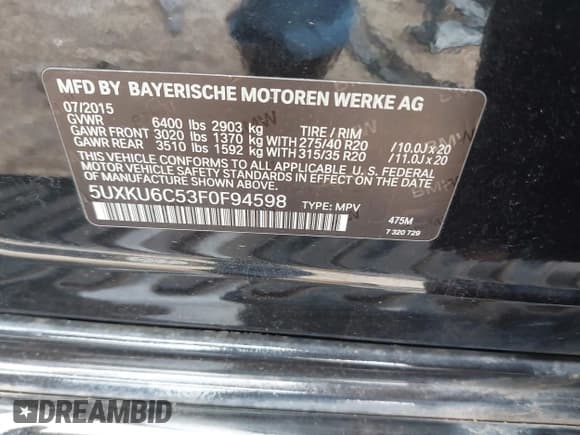 MFD BY BAYERISCHE MOTOREN WERKE AG
07/2015
GVWR 6400 lbs 2903 kg TIRE / RIM
GAWR FRONT 3020 lbs 1370 kg WITH 275/40 R20 /10.0J x 20
GAWR REAR 3510 lbs 1592 kg WITH 315/35 R20 /11.0J x 20
THIS VEHICLE CONFORMS TO ALL APPLICABLE U.S. FEDERAL
MOTOR VEHICLE SAFETY STANDARDS IN EFFECT ON THE DATE OF
MANUFACTURE SHOWN ABOVE.
5UXKU6C53F0F94598 TYPE: MPV
475M
7 320 729
DREAMBID